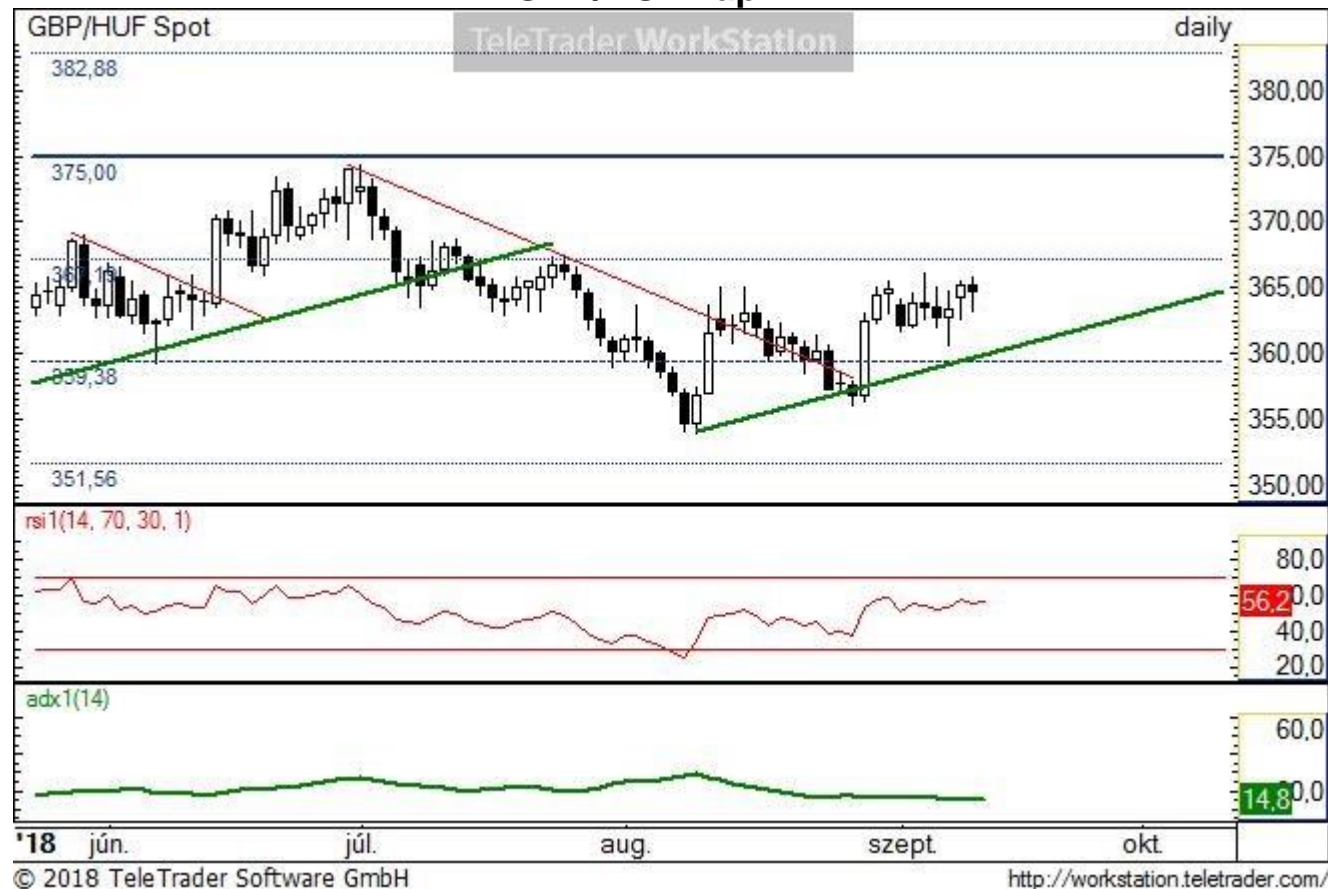 GBP/HUF Spot
daily
TeleTrader WorkStation
382,88
375,00
359,38
351,56
380,00
375,00
370,00
365,00
360,00
355,00
350,00
rsi1(14, 70, 30, 1)
80,0
56,2
40,0
20,0
adx1(14)
60,0
14,8
'18 jún. júl. aug. szept. okt.
© 2018 TeleTrader Software GmbH
http://workstation.teletrader.com/